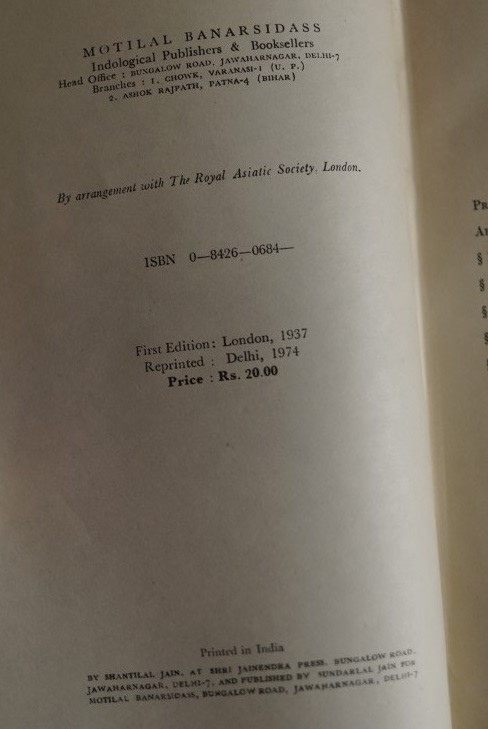 MOTILAL BANARSIDASS
Indological Publishers & Booksellers
Head Office : BUNGALOW ROAD, JAWAHARNAGAR, DELHI-7
Branches : 1. CHOWK, VARANASI-1 (U. P.)
2. ASHOK RAJPATH, PATNA-4 (BIHAR)
By arrangement with The Royal Asiatic Society, London.
ISBN 0—8426—0684—
First Edition: London, 1937
Reprinted : Delhi, 1974
Price : Rs. 20.00
Printed in India
BY SHANTILAL JAIN, AT SHRI JAINENDRA PRESS, BUNGALOW ROAD,
JAWAHARNAGAR, DELHI-7, AND PUBLISHED BY SUNDARLAL JAIN FOR
MOTILAL BANARSIDASS, BUNGALOW ROAD, JAWAHARNAGAR, DELHI-7
PR
§
§
§